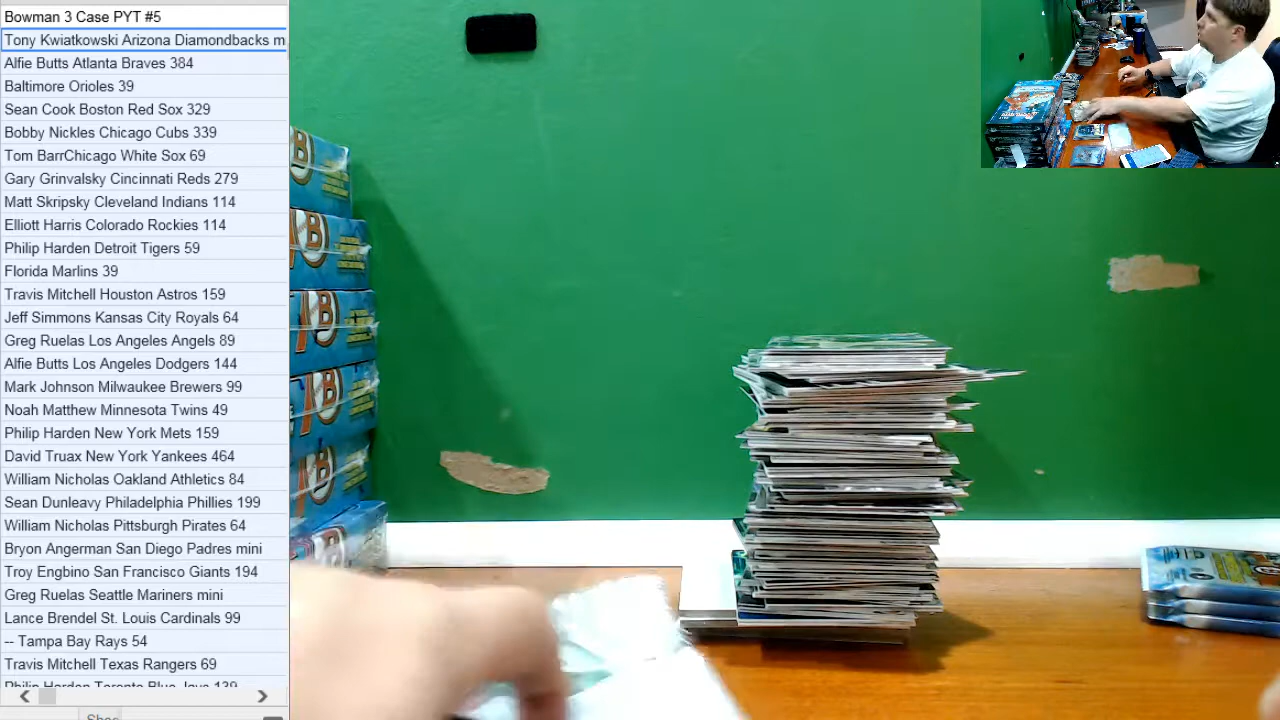 Bowman 3 Case PYT #5
Tony Kwiatkowski Arizona Diamondbacks m
Alfie Butts Atlanta Braves 384
Baltimore Orioles 39
Sean Cook Boston Red Sox 329
Bobby Nickles Chicago Cubs 339
Tom BarrChicago White Sox 69
Gary Grinvalsky Cincinnati Reds 279
Matt Skripsky Cleveland Indians 114
Elliott Harris Colorado Rockies 114
Philip Harden Detroit Tigers 59
Florida Marlins 39
Travis Mitchell Houston Astros 159
Jeff Simmons Kansas City Royals 64
Greg Ruelas Los Angeles Angels 89
Alfie Butts Los Angeles Dodgers 144
Mark Johnson Milwaukee Brewers 99
Noah Matthew Minnesota Twins 49
Philip Harden New York Mets 159
David Truax New York Yankees 464
William Nicholas Oakland Athletics 84
Sean Dunleavy Philadelphia Phillies 199
William Nicholas Pittsburgh Pirates 64
Bryon Angerman San Diego Padres mini
Troy Engbino San Francisco Giants 194
Greg Ruelas Seattle Mariners mini
Lance Brendel St. Louis Cardinals 99
-- Tampa Bay Rays 54
Travis Mitchell Texas Rangers 69
Philip Harden Toronto Blue Jays 139
B
B
B
B
B